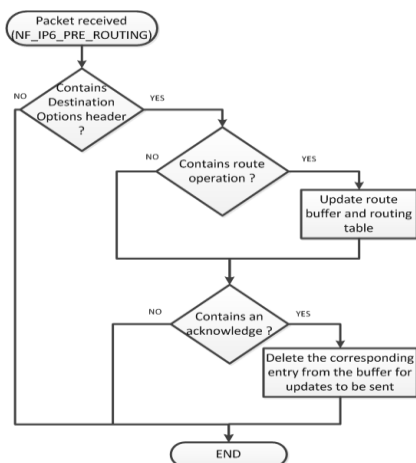 Packet received
(NF_IP6_PRE_ROUTING)
Contains
Destination
Options header
?
NO
YES
Contains route
operation ?
NO
YES
Update route
buffer and routing
table
Contains an
acknowledge ?
NO
YES
Delete the corresponding
entry from the buffer for
updates to be sent
END